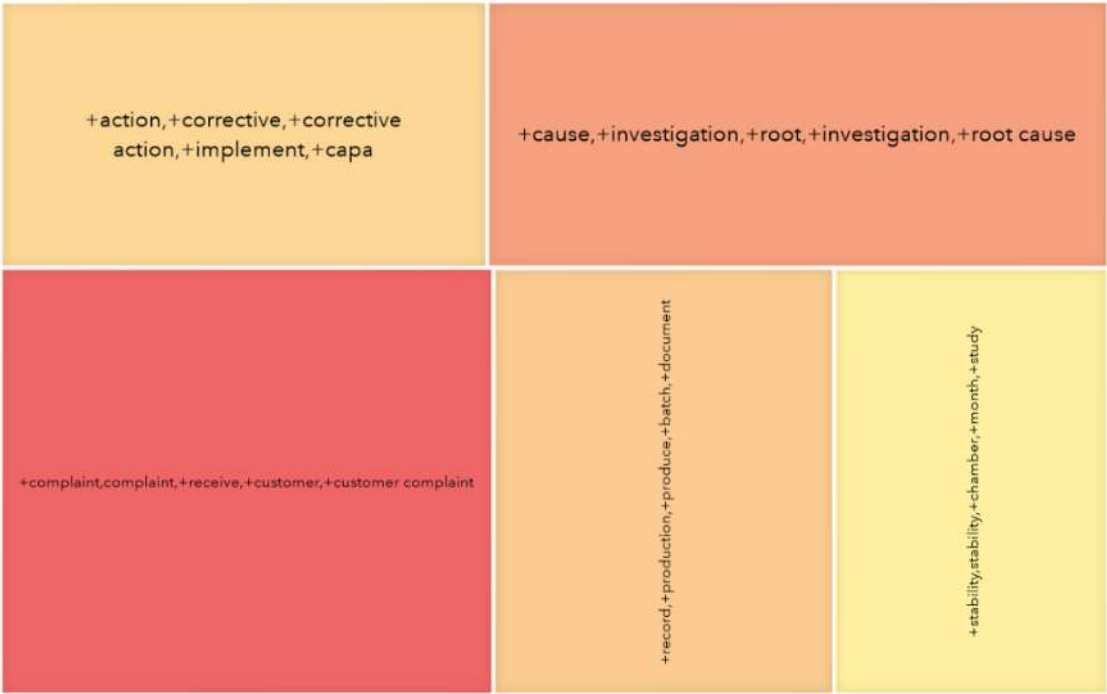 +action,+corrective,+corrective
action,+implement,+capa
+cause,+investigation,+root,+investigation,+root cause
+complaint,complaint,+receive,+customer,+customer complaint
+record,+production,+produce,+batch,+document
+stability,stability,+chamber,+month,+study